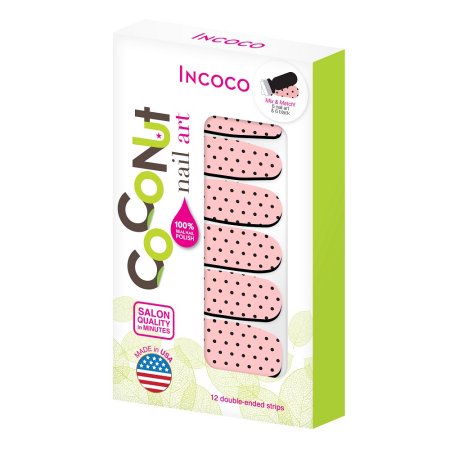 INCOCO
Mix & Match!
6 nail art
& 6 black
CoCoNut
nail art
100%
REAL NAIL
POLISH
SALON
QUALITY
in MINUTES
MADE IN USA
12 double-ended strips